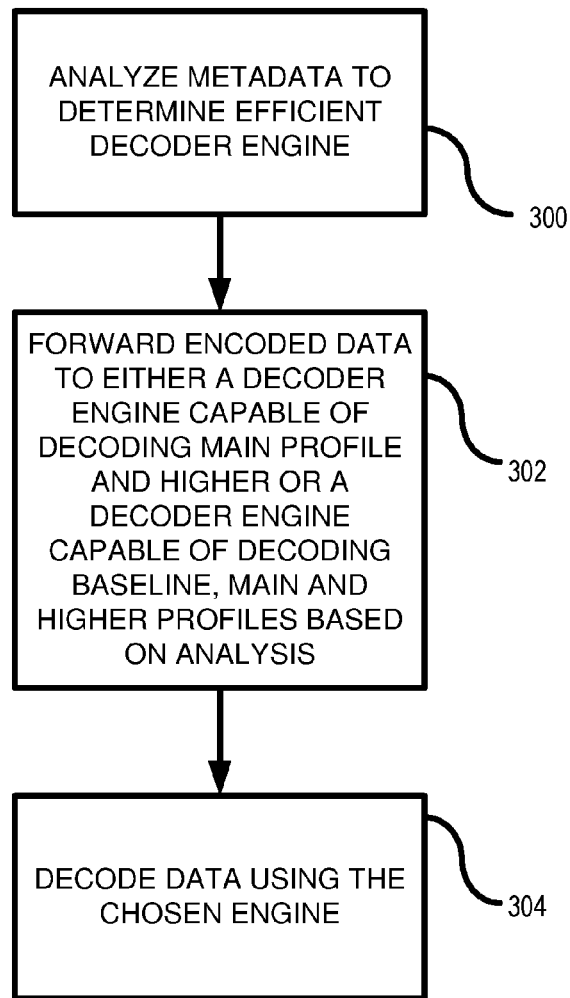 ANALYZE METADATA TO
DETERMINE EFFICIENT
DECODER ENGINE
300
FORWARD ENCODED DATA
TO EITHER A DECODER
ENGINE CAPABLE OF
DECODING MAIN PROFILE
AND HIGHER OR A
DECODER ENGINE
CAPABLE OF DECODING
BASELINE, MAIN AND
HIGHER PROFILES BASED
ON ANALYSIS
302
DECODE DATA USING THE
CHOSEN ENGINE
304